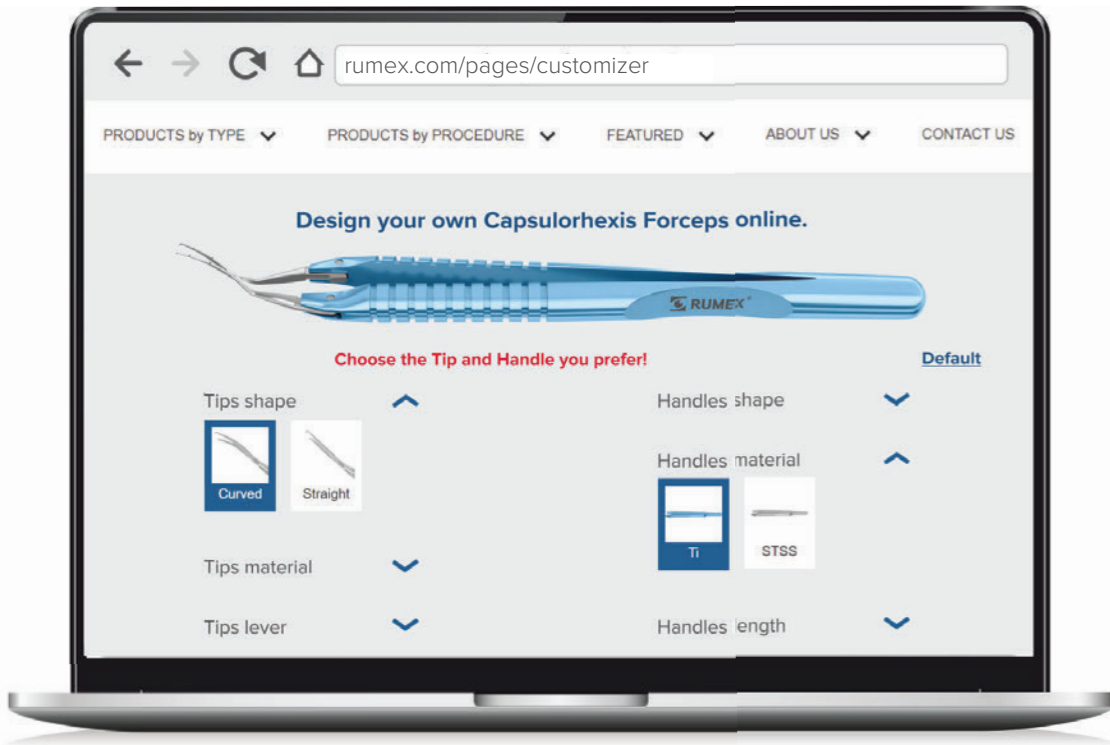 rumex.com/pages/customizer
PRODUCTS by TYPE PRODUCTS by PROCEDURE FEATURED ABOUT US CONTACT US
Design your own Capsulorhexis Forceps online.
RUMEX
Choose the Tip and Handle you prefer!
Default
Tips shape
Curved Straight
Tips material
Tips lever
Handles shape
Handles material
Ti STSS
Handles length